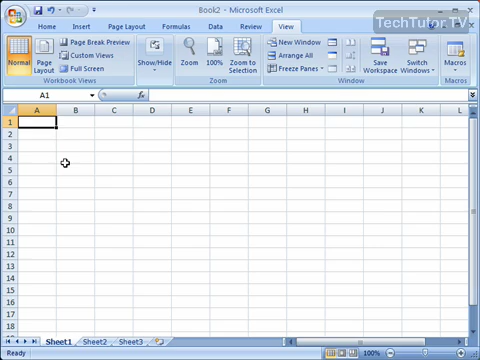 Book2 - Microsoft Excel
TechTutor.TV
Home Insert Page Layout Formulas Data Review View
Normal Page Layout Page Break Preview Custom Views Full Screen Show/Hide Zoom 100% Zoom to Selection New Window Arrange All Freeze Panes Save Workspace Switch Windows Macros
Workbook Views Zoom Window Macros
A1 fx
A B C D E F G H I J K L
1
2
3
4
5
6
7
8
9
10
11
12
13
14
15
16
17
18
Sheet1 Sheet2 Sheet3
Ready 100%